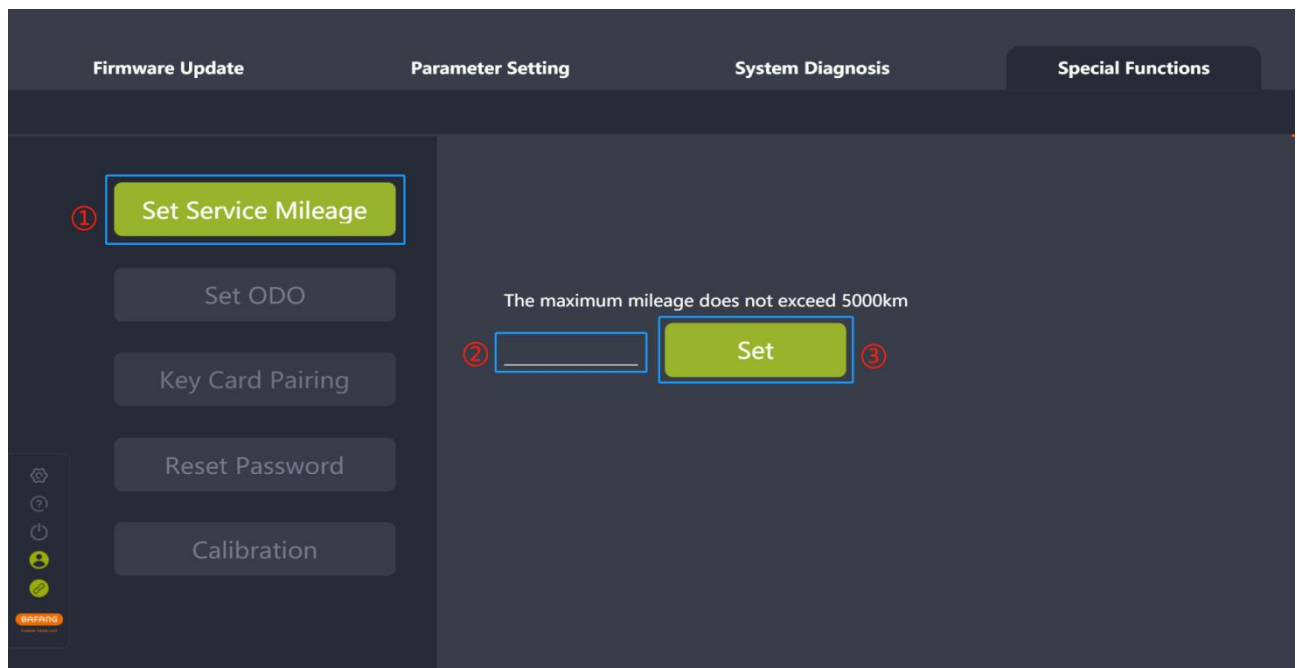 Firmware Update Parameter Setting System Diagnosis Special Functions
① Set Service Mileage
Set ODO
The maximum mileage does not exceed 5000km
② Set ③
Key Card Pairing
Reset Password
Calibration
BAFANG